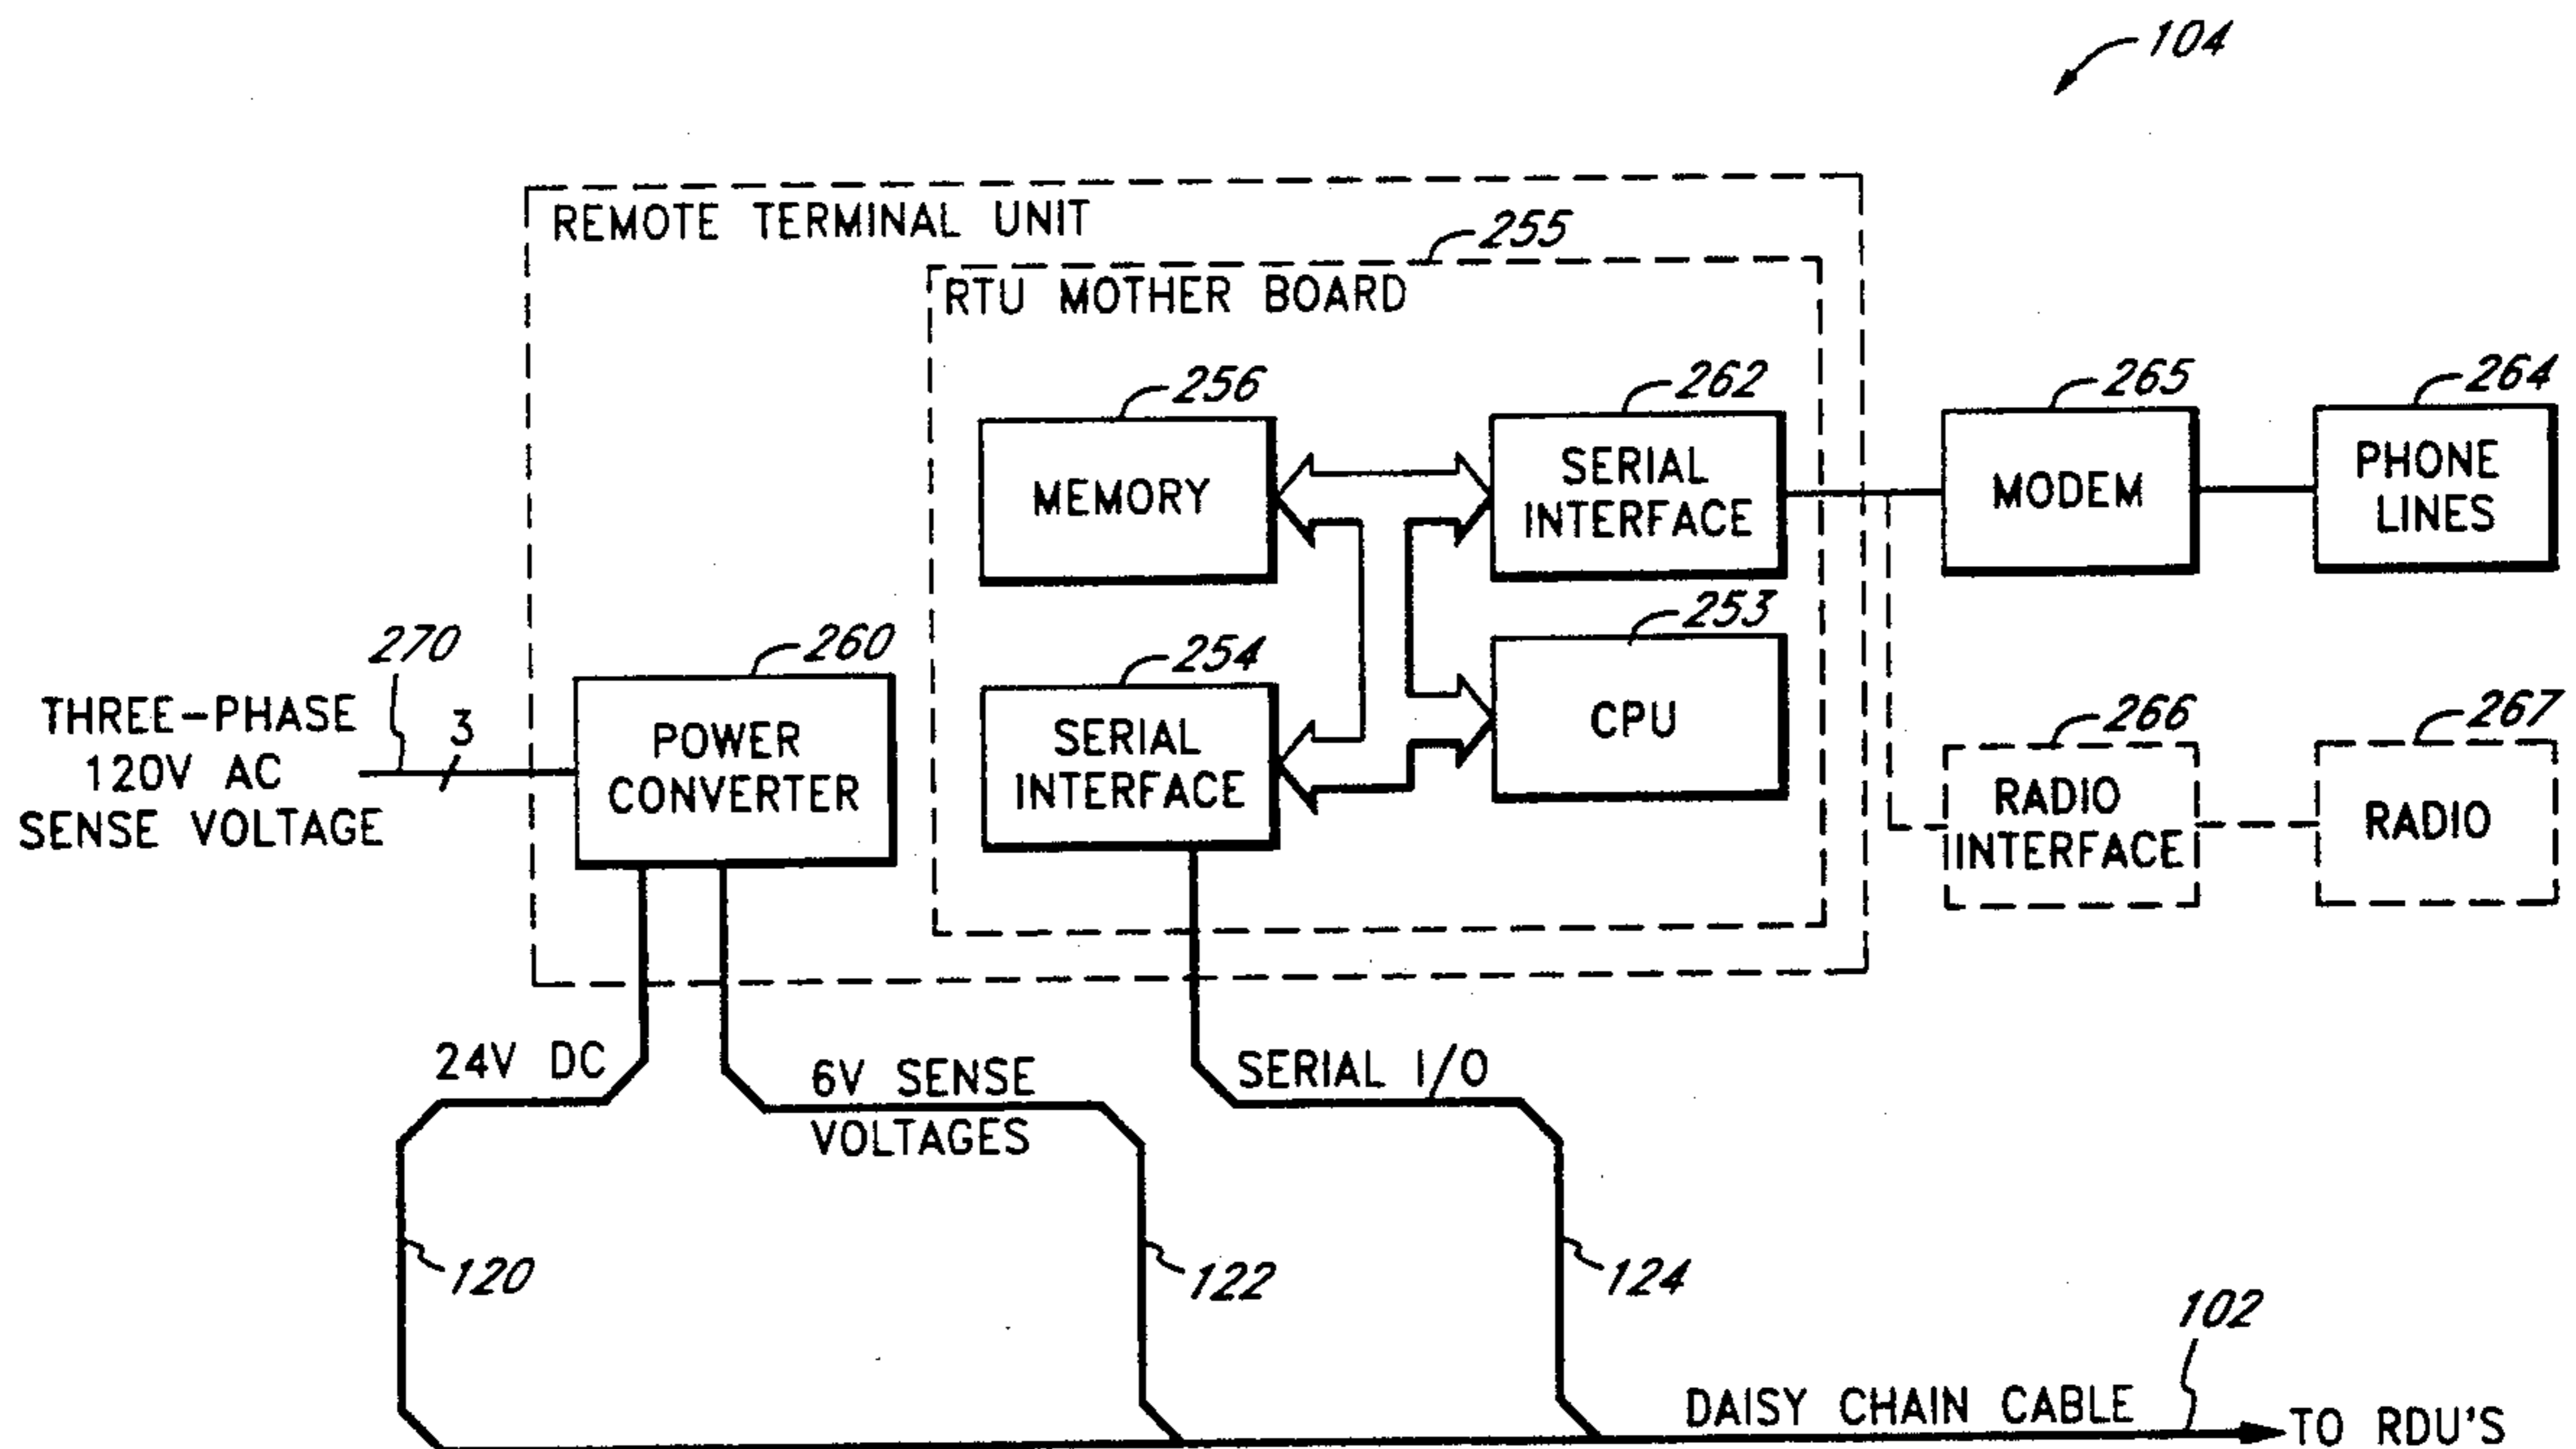 104
REMOTE TERMINAL UNIT
255
RTU MOTHER BOARD
256
MEMORY
262
SERIAL
INTERFACE
265
MODEM
264
PHONE
LINES
270
THREE-PHASE
120V AC
SENSE VOLTAGE
3
260
POWER
CONVERTER
254
SERIAL
INTERFACE
253
CPU
266
RADIO
INTERFACE
267
RADIO
24V DC
6V SENSE
VOLTAGES
SERIAL I/O
120
122
124
102
DAISY CHAIN CABLE
TO RDU'S